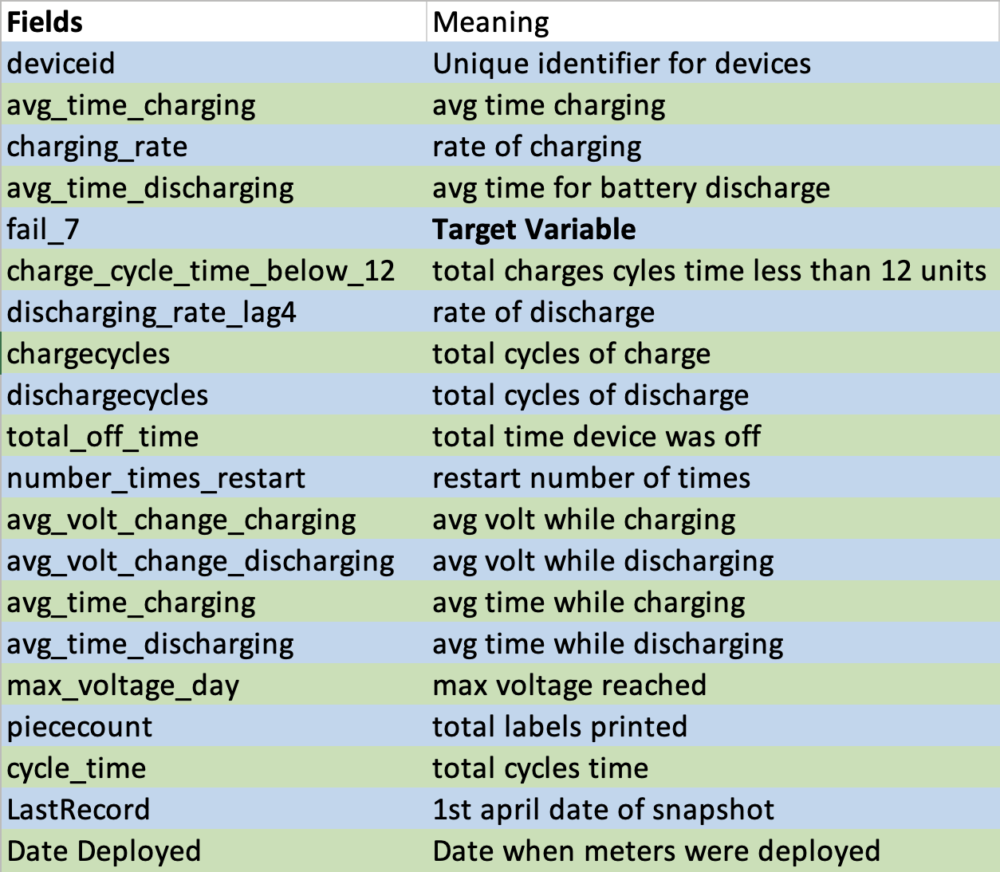 Fields Meaning
deviceid Unique identifier for devices
avg_time_charging avg time charging
charging_rate rate of charging
avg_time_discharging avg time for battery discharge
fail_7 Target Variable
charge_cycle_time_below_12 total charges cyles time less than 12 units
discharging_rate_lag4 rate of discharge
chargecycles total cycles of charge
dischargecycles total cycles of discharge
total_off_time total time device was off
number_times_restart restart number of times
avg_volt_change_charging avg volt while charging
avg_volt_change_discharging avg volt while discharging
avg_time_charging avg time while charging
avg_time_discharging avg time while discharging
max_voltage_day max voltage reached
piececount total labels printed
cycle_time total cycles time
LastRecord 1st april date of snapshot
Date Deployed Date when meters were deployed